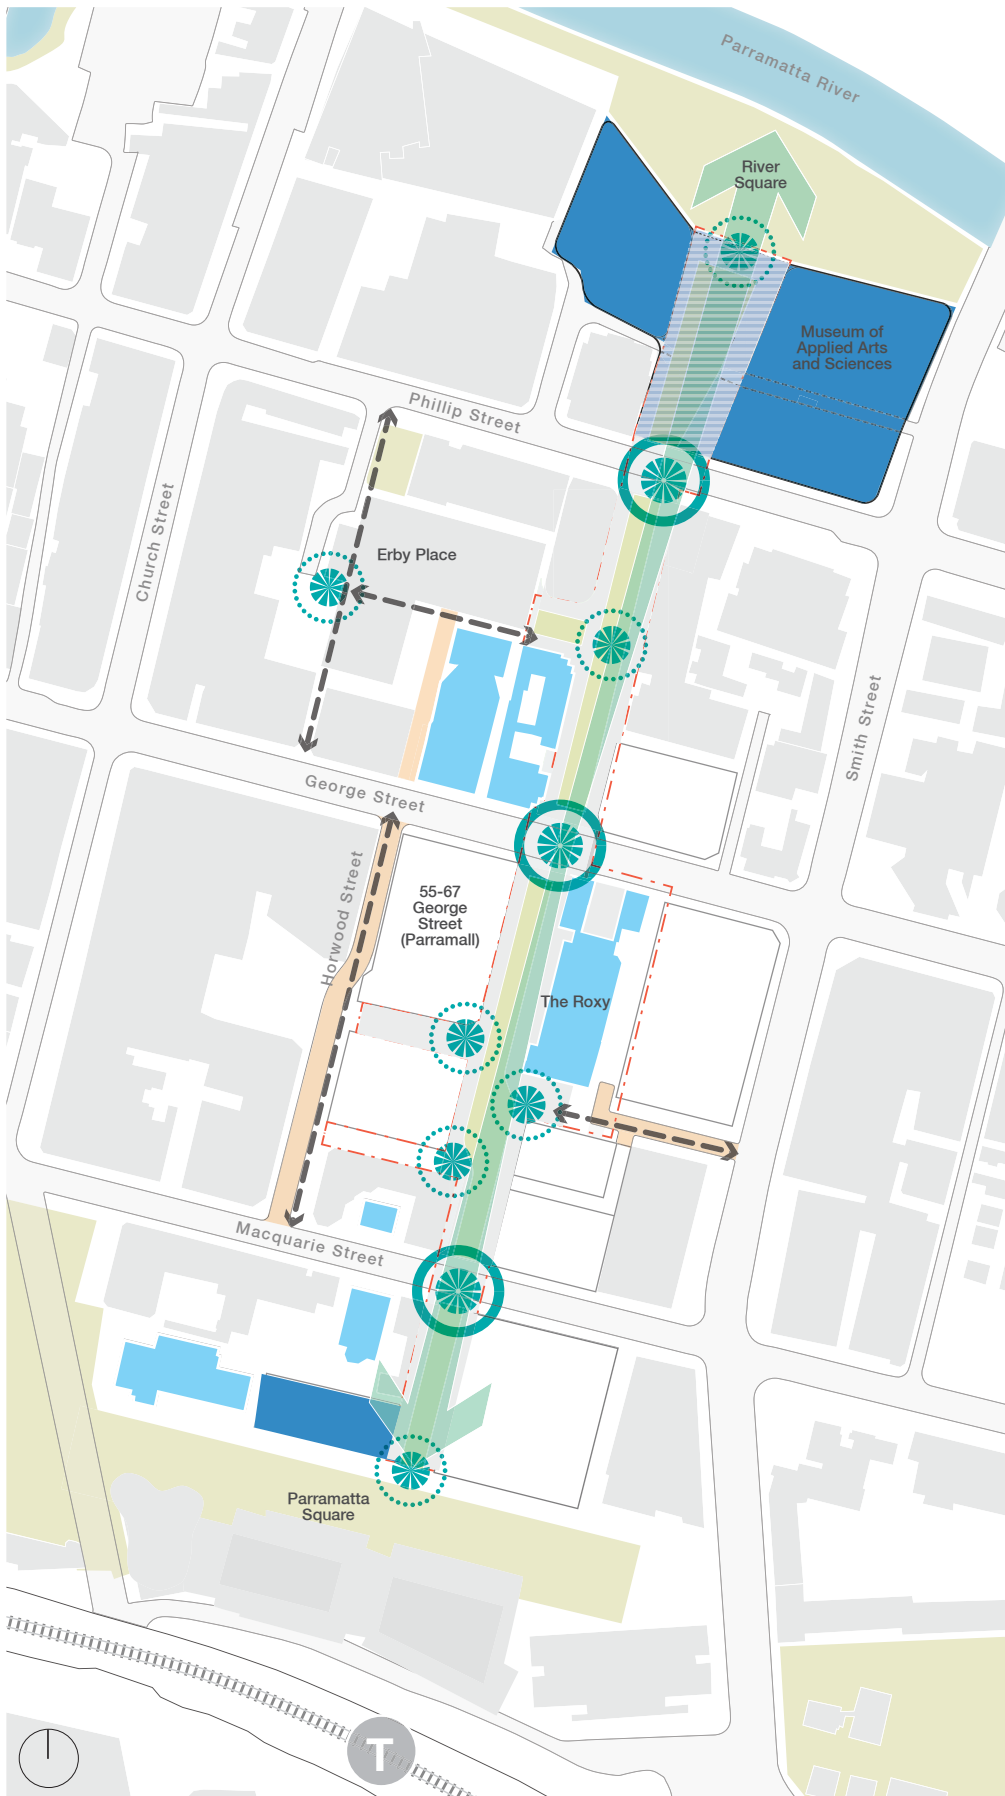 Parramatta River
River
Square
Museum of
Applied Arts
and Sciences
Phillip Street
Church Street
Erby Place
Smith Street
George Street
Horwood Street
55-67
George
Street
(Parramall)
The Roxy
Macquarie Street
Parramatta
Square
T